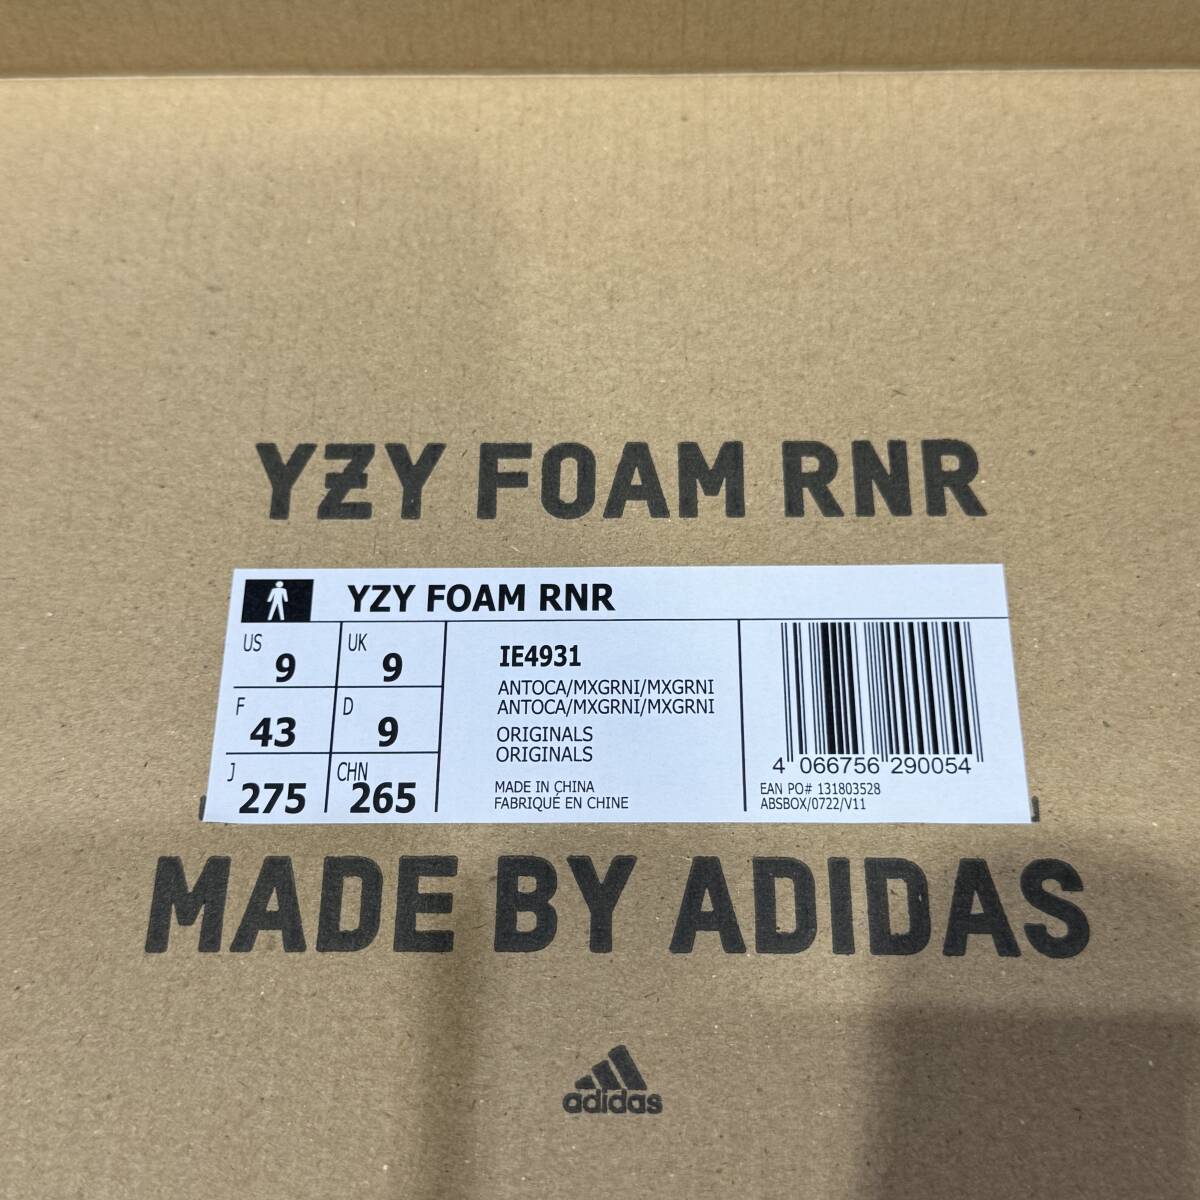 YZY FOAM RNR
YZY FOAM RNR
US 9 UK 9
F 43 D 9
J 275 CHN 265
IE4931
ANTOCA/MXGRNI/MXGRNI
ANTOCA/MXGRNI/MXGRNI
ORIGINALS
ORIGINALS
MADE IN CHINA
FABRIQUÉ EN CHINE
4 066756 290054
EAN PO# 131803528
ABSBOX/0722/V11
MADE BY ADIDAS
adidas